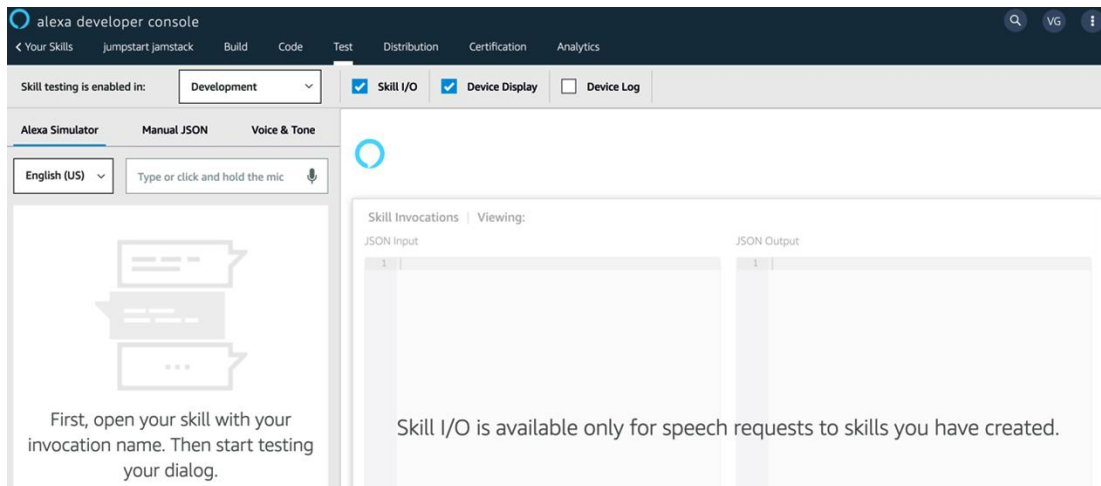 alexa developer console
VG
Your Skills jumpstart jamstack Build Code Test Distribution Certification Analytics
Skill testing is enabled in: Development Skill I/O Device Display Device Log
Alexa Simulator Manual JSON Voice & Tone
English (US) Type or click and hold the mic
Skill Invocations | Viewing:
JSON Input JSON Output
1 1
First, open your skill with your
invocation name. Then start testing
your dialog.
Skill I/O is available only for speech requests to skills you have created.